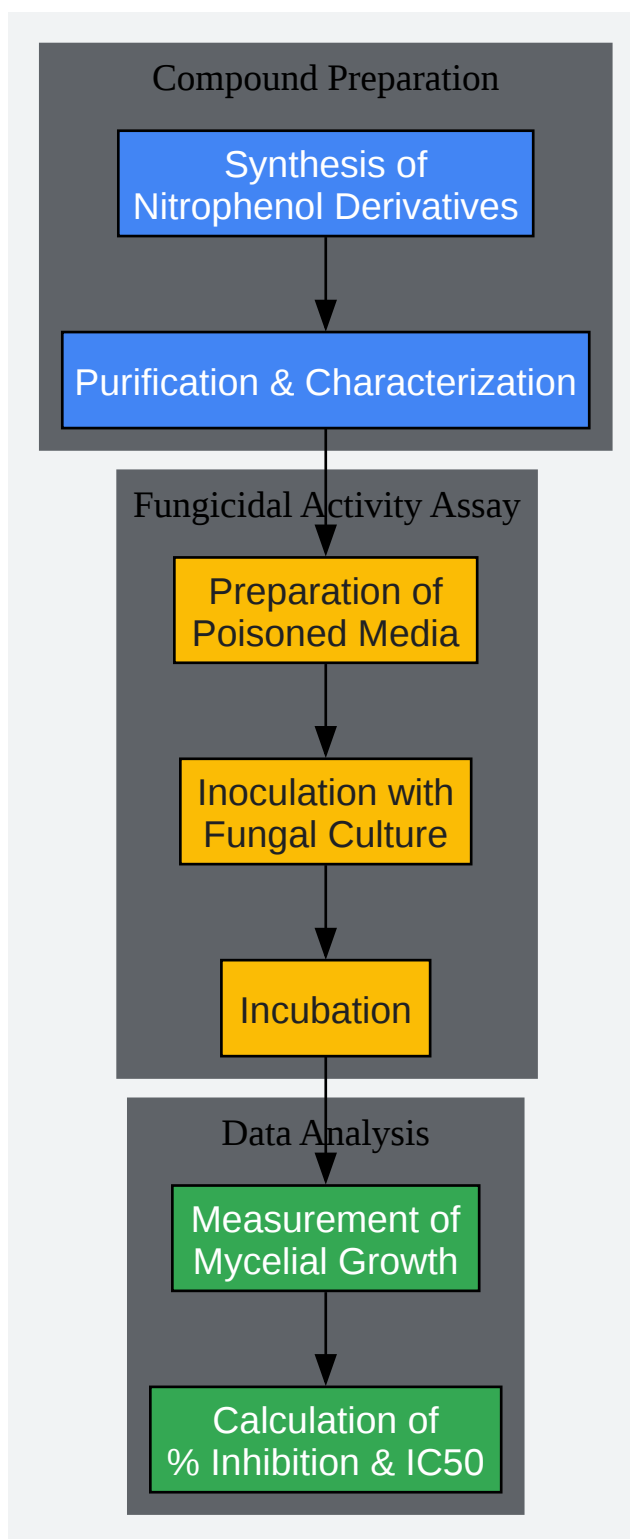 Compound Preparation
Synthesis of
Nitrophenol Derivatives
Purification & Characterization
Fungicidal Activity Assay
Preparation of
Poisoned Media
Inoculation with
Fungal Culture
Incubation
Data Analysis
Measurement of
Mycelial Growth
Calculation of
% Inhibition & IC50